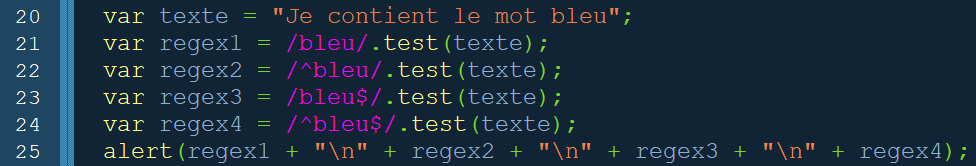 20 var texte = "Je contient le mot bleu";
21 var regex1 = /bleu/.test(texte);
22 var regex2 = /^bleu/.test(texte);
23 var regex3 = /bleu$/.test(texte);
24 var regex4 = /^bleu$/.test(texte);
25 alert(regex1 + "\n" + regex2 + "\n" + regex3 + "\n" + regex4);